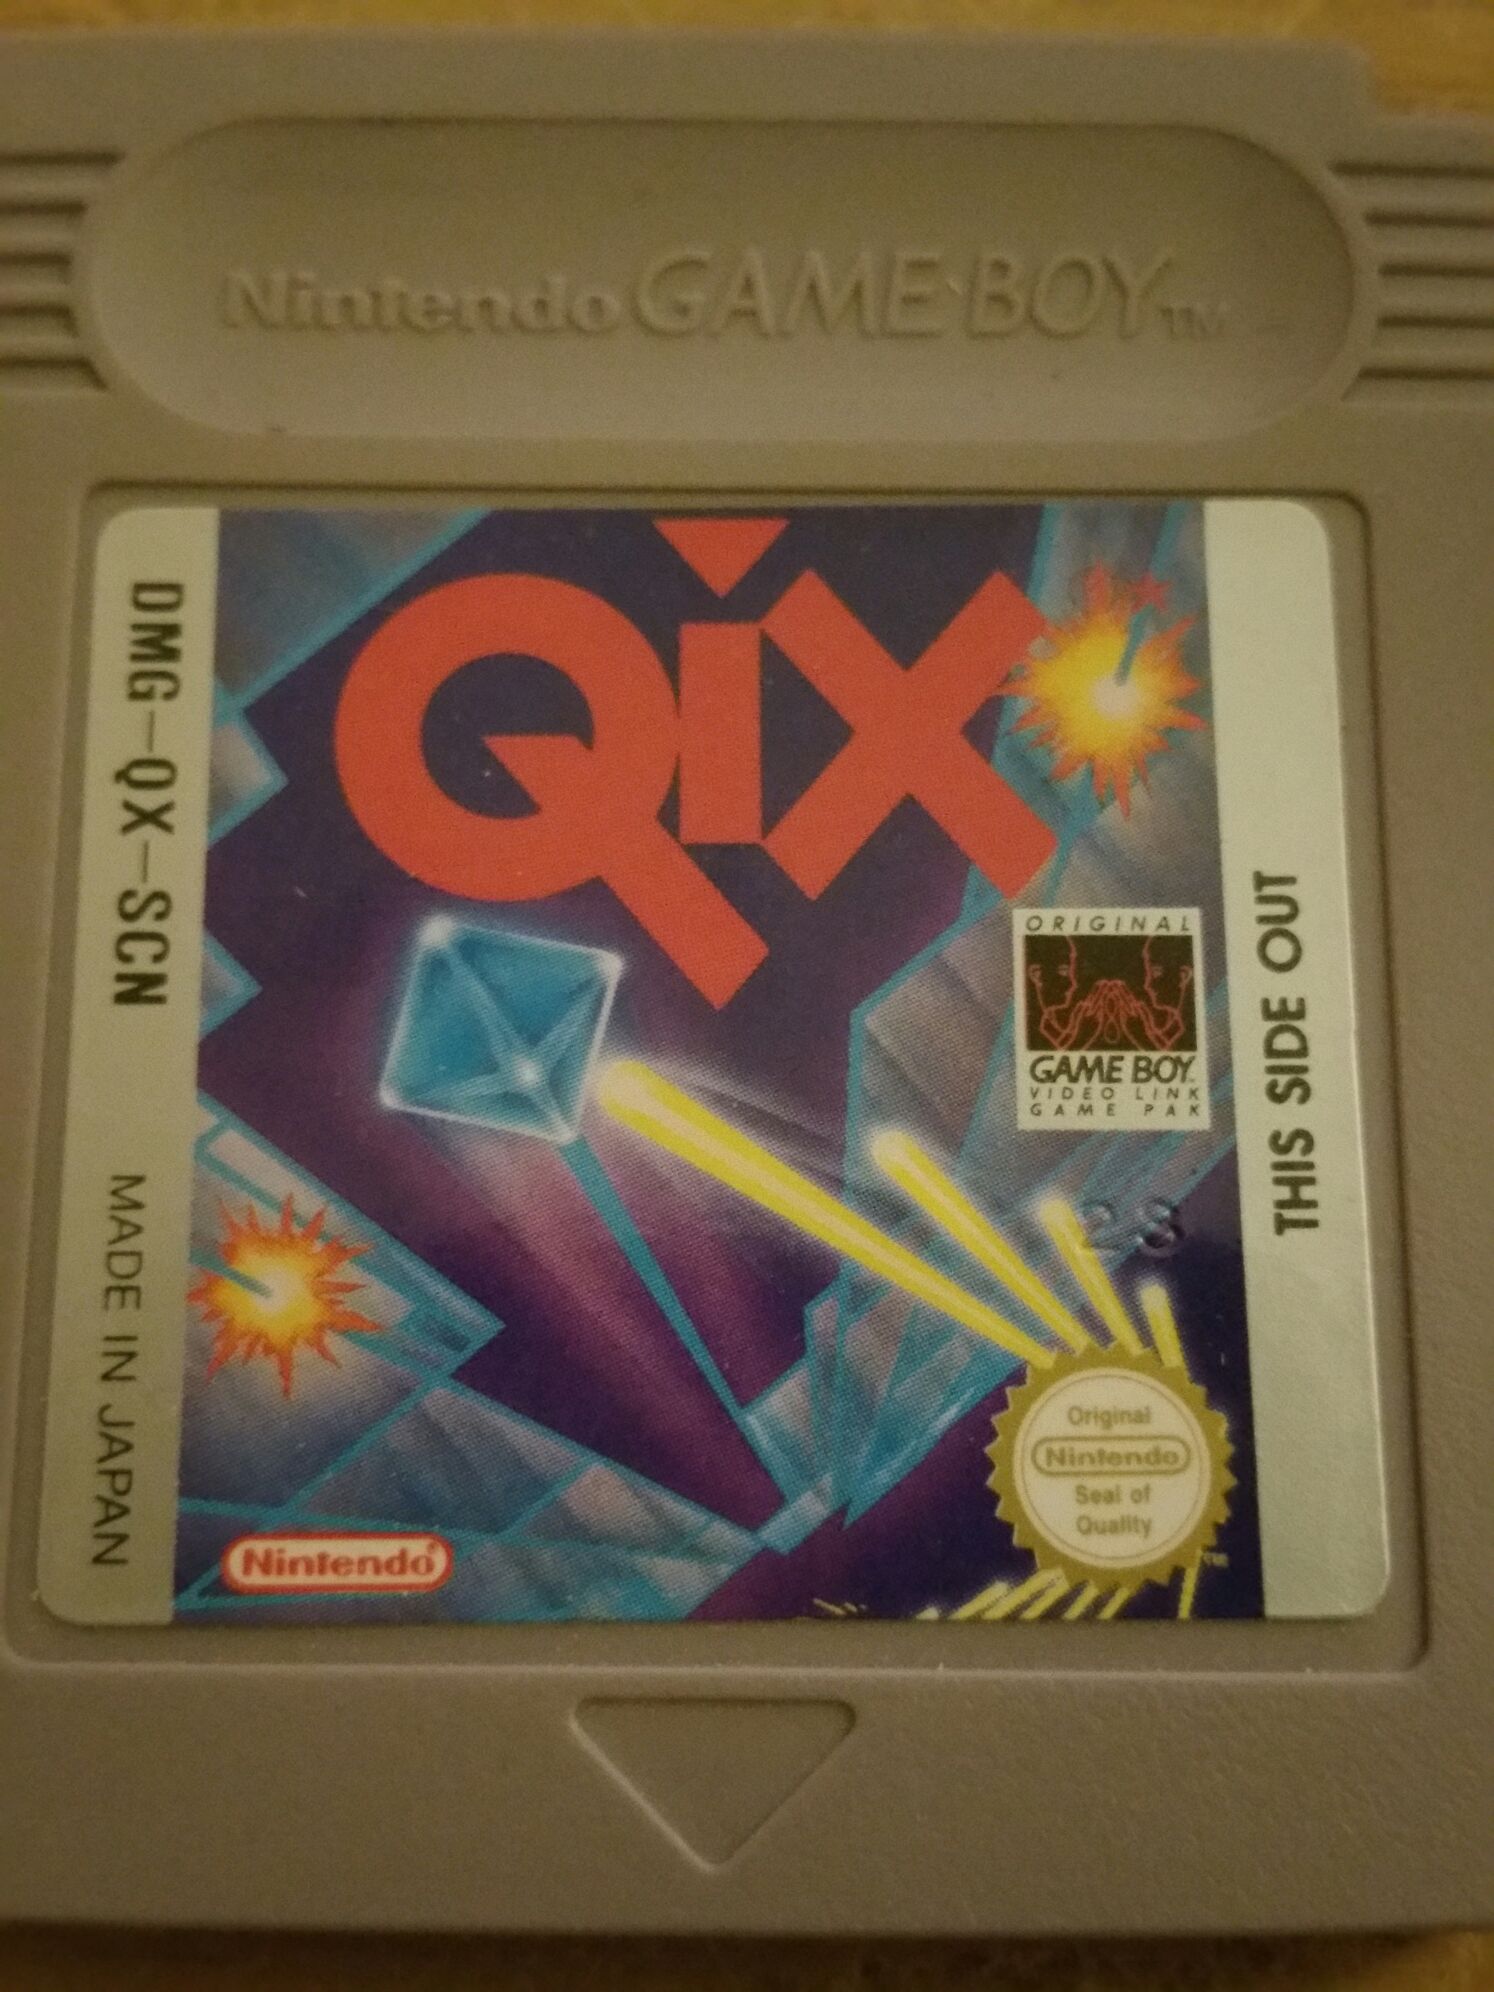 Nintendo GAME BOY TM
DMG-QX-SCN
MADE IN JAPAN
Qix
ORIGINAL
GAME BOY
VIDEO LINK
GAME PAK
THIS SIDE OUT
Original
Nintendo
Seal of
Quality
TM
Nintendo®